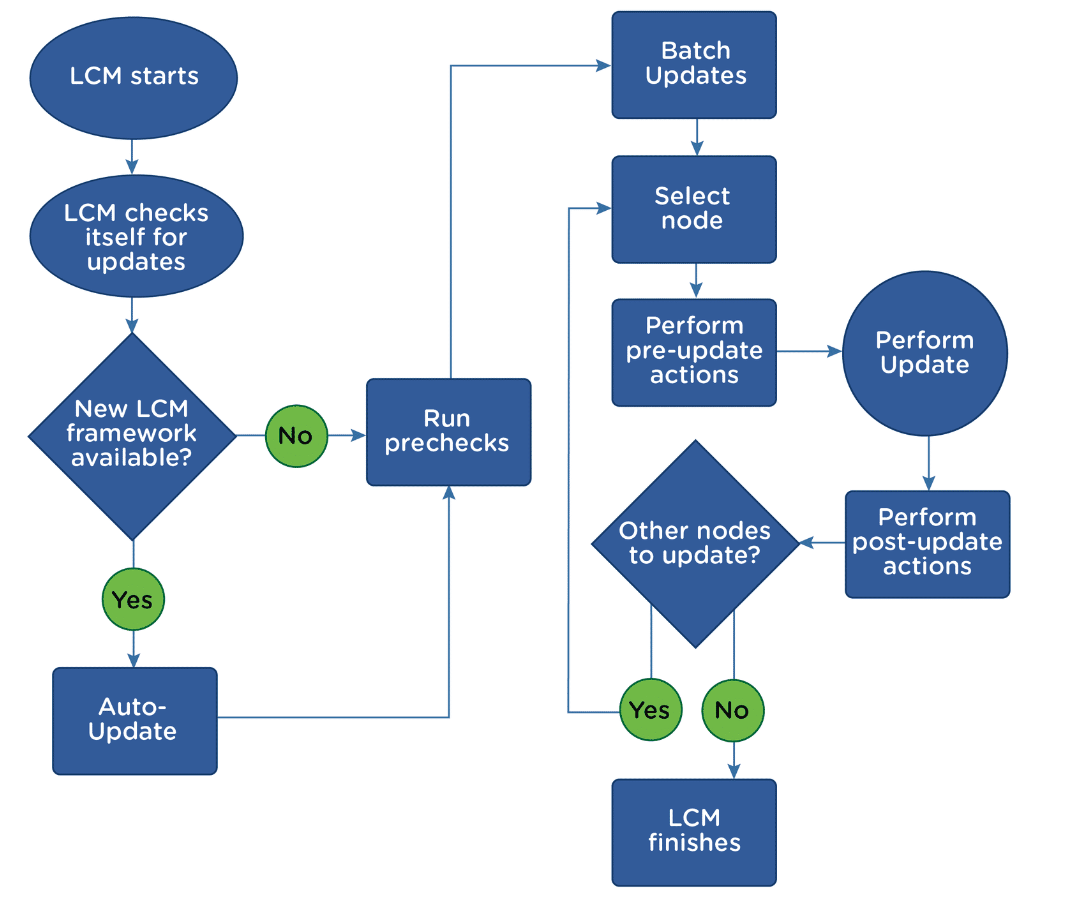 LCM starts
LCM checks
itself for
updates
New LCM
framework
available?
No
Yes
Auto-
Update
Run
prechecks
Batch
Updates
Select
node
Perform
pre-update
actions
Perform
Update
Perform
post-update
actions
Other nodes
to update?
Yes
No
LCM
finishes